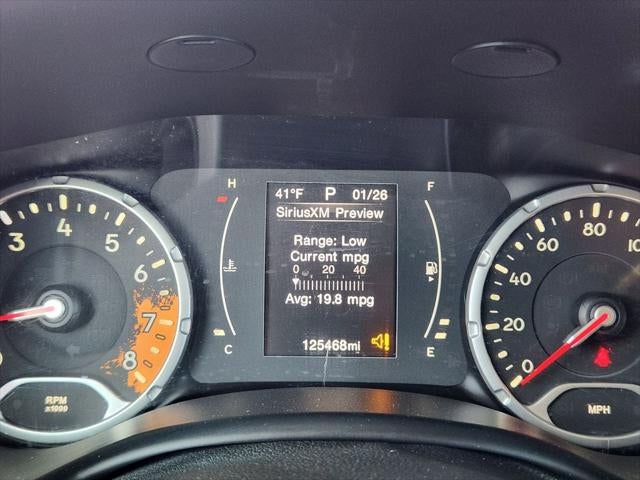 41°F P 01/26
SiriusXM Preview
Range: Low
Current mpg
0 20 40
Avg: 19.8 mpg
125468mi
H
C
F
E
3
4
5
6
7
8
RPM
x1000
0
20
40
60
80
MPH